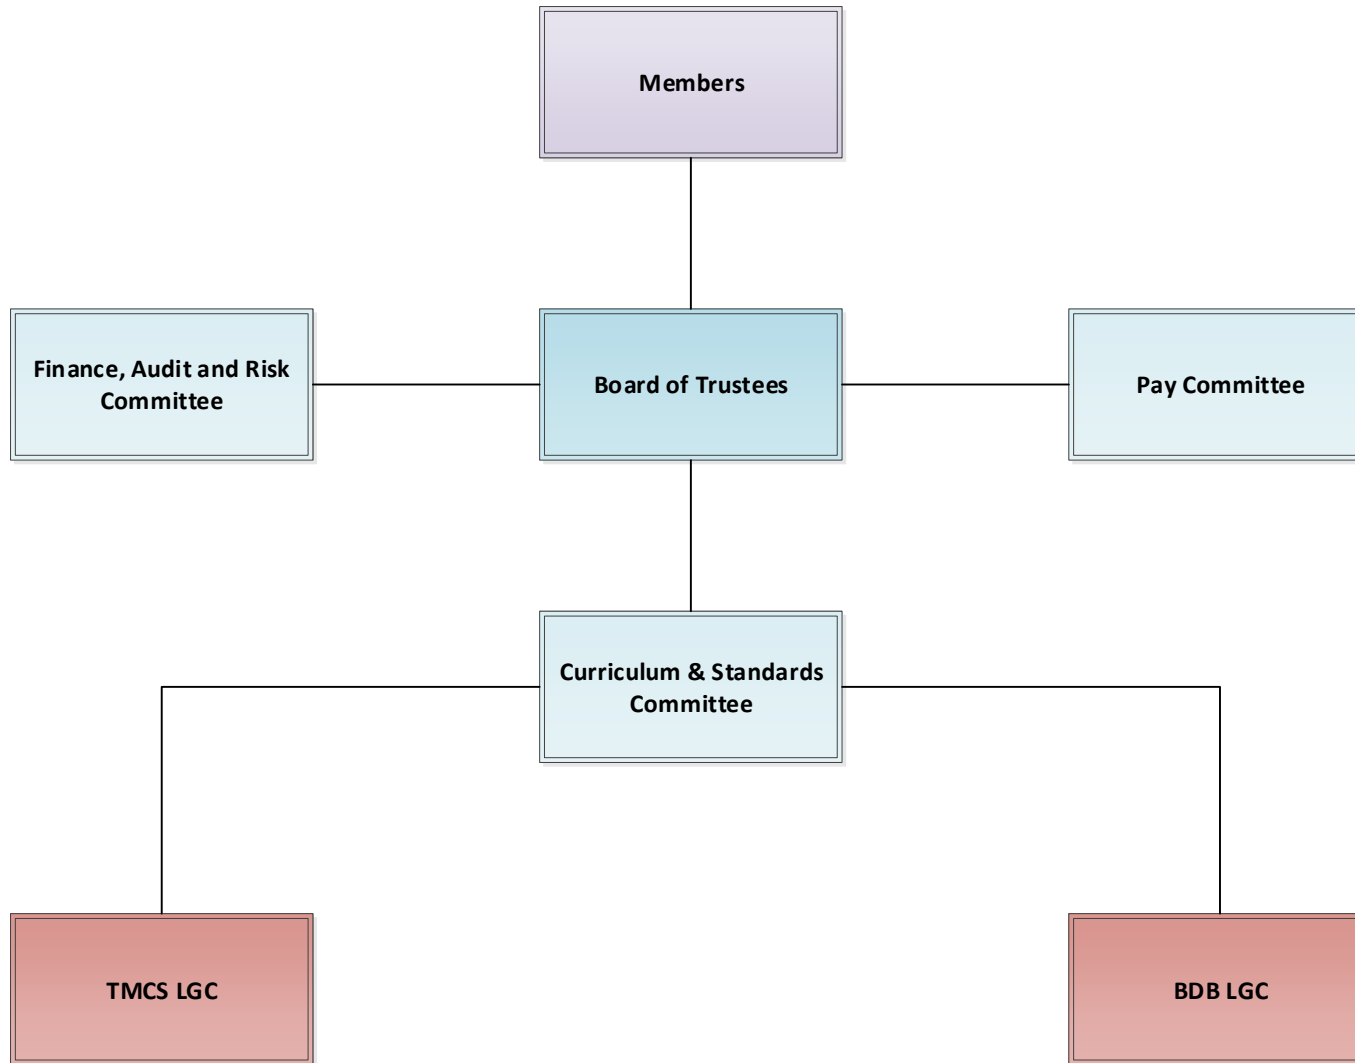 Members
Finance, Audit and Risk
Committee
Board of Trustees
Pay Committee
Curriculum & Standards
Committee
TMCS LGC
BDB LGC